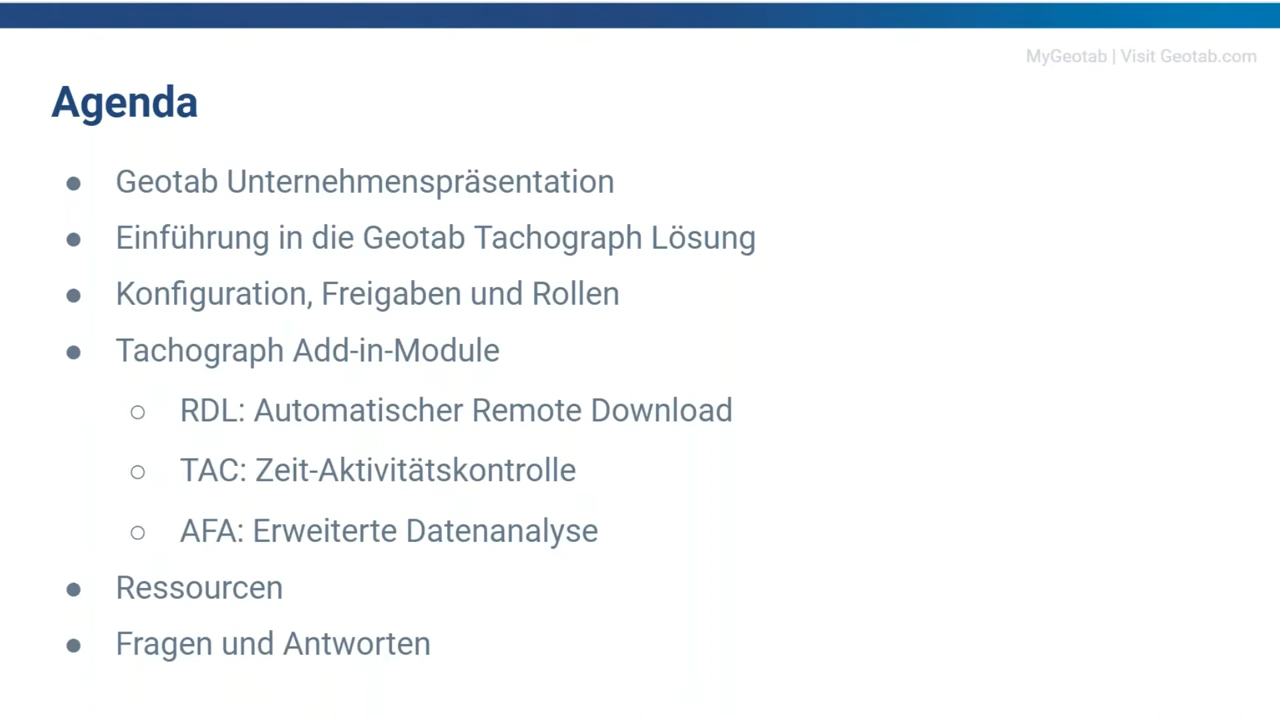 MyGeotab | Visit Geotab.com
Agenda
● Geotab Unternehmenspräsentation
● Einführung in die Geotab Tachograph Lösung
● Konfiguration, Freigaben und Rollen
● Tachograph Add-in-Module
○ RDL: Automatischer Remote Download
○ TAC: Zeit-Aktivitätskontrolle
○ AFA: Erweiterte Datenanalyse
● Ressourcen
● Fragen und Antworten